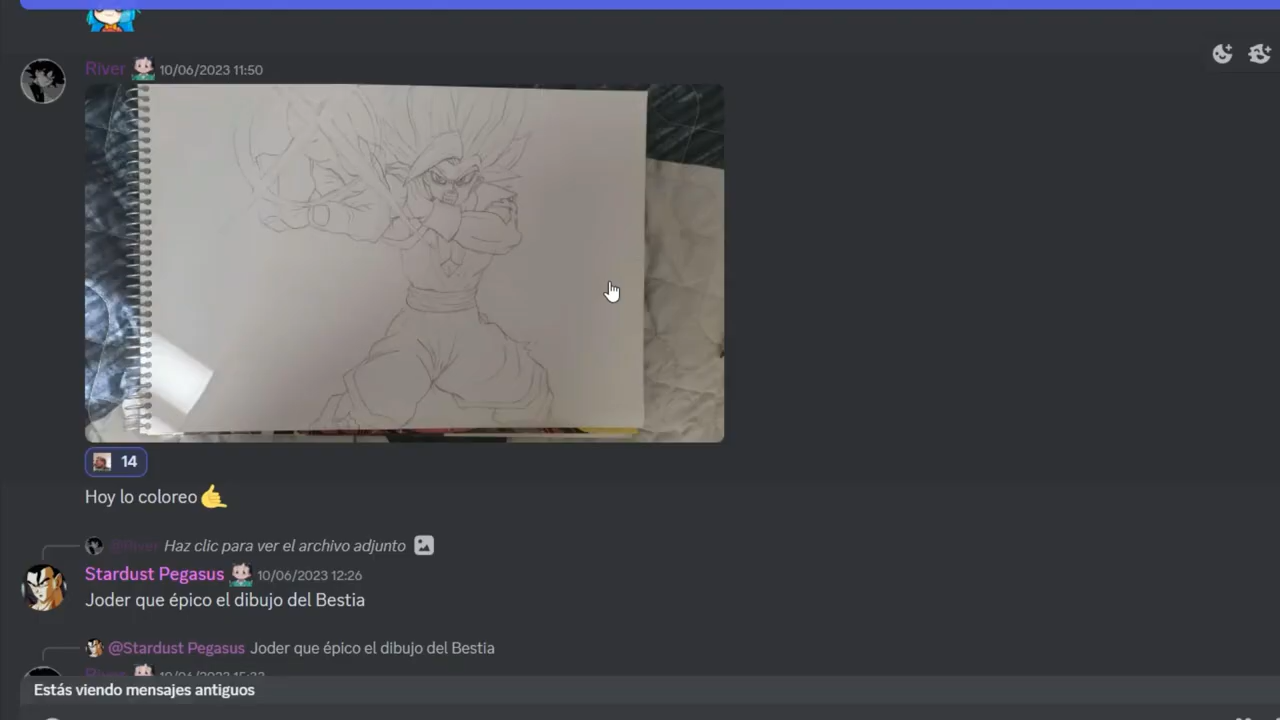 River 10/06/2023 11:50
14
Hoy lo coloreo
@River Haz clic para ver el archivo adjunto
Stardust Pegasus 10/06/2023 12:26
Joder que épico el dibujo del Bestia
@Stardust Pegasus Joder que épico el dibujo del Bestia
River
Estás viendo mensajes antiguos